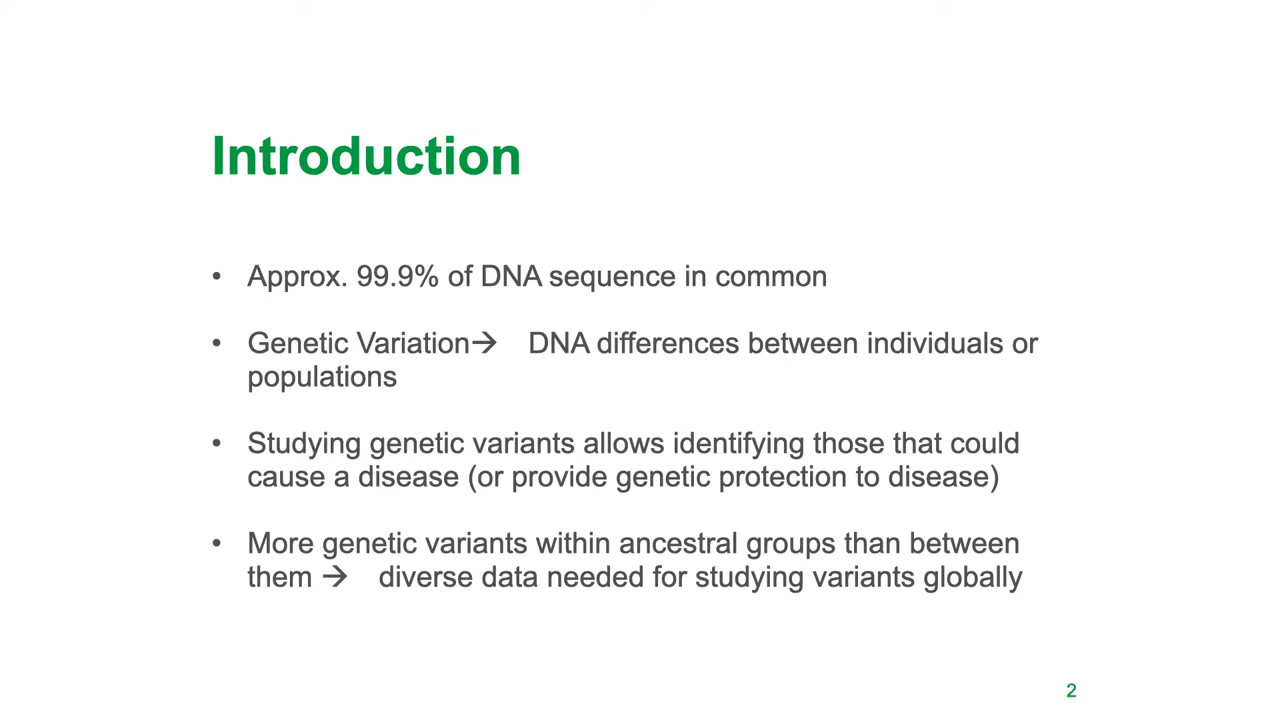 Introduction
• Approx. 99.9% of DNA sequence in common
• Genetic Variation→ DNA differences between individuals or
populations
• Studying genetic variants allows identifying those that could
cause a disease (or provide genetic protection to disease)
• More genetic variants within ancestral groups than between
them → diverse data needed for studying variants globally
2